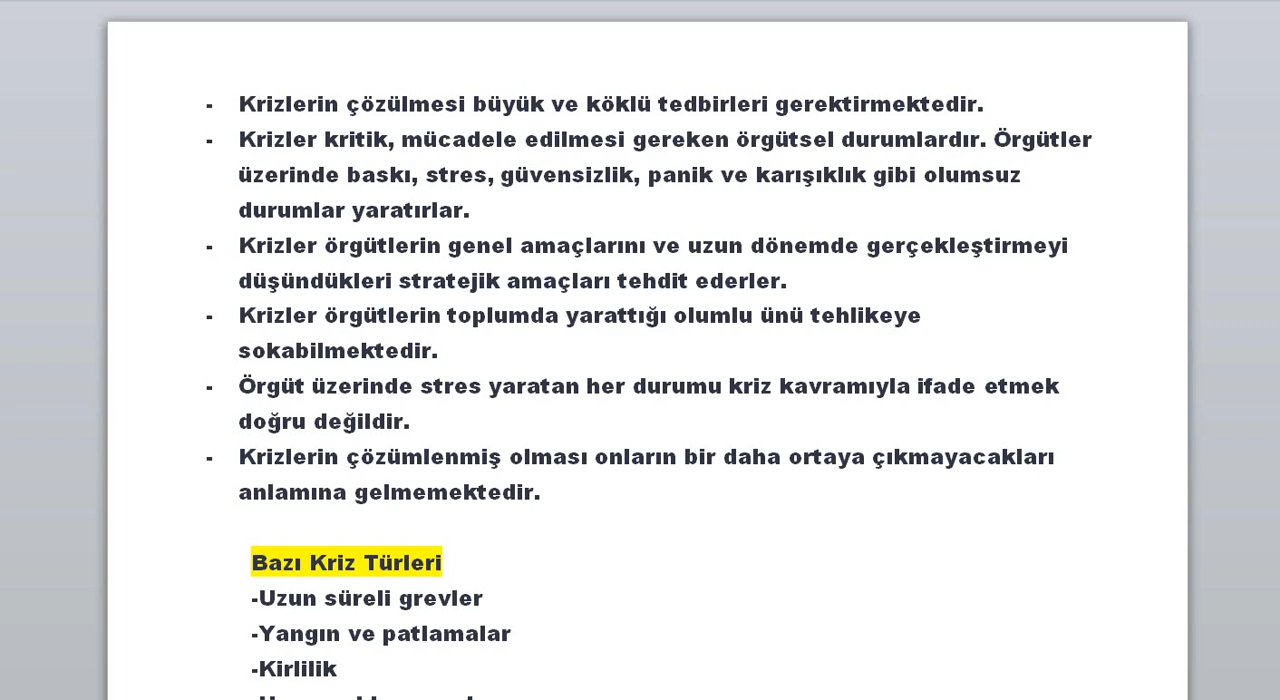 - Krizlerin çözülmesi büyük ve köklü tedbirleri gerektirmektedir.
- Krizler kritik, mücadele edilmesi gereken örgütsel durumlardır. Örgütler
üzerinde baskı, stres, güvensizlik, panik ve karışıklık gibi olumsuz
durumlar yaratırlar.
- Krizler örgütlerin genel amaçlarını ve uzun dönemde gerçekleştirmeyi
düşündükleri stratejik amaçları tehdit ederler.
- Krizler örgütlerin toplumda yarattığı olumlu ünü tehlikeye
sokabilmektedir.
- Örgüt üzerinde stres yaratan her durumu kriz kavramıyla ifade etmek
doğru değildir.
- Krizlerin çözümlenmiş olması onların bir daha ortaya çıkmayacakları
anlamına gelmemektedir.
Bazı Kriz Türleri
-Uzun süreli grevler
-Yangın ve patlamalar
-Kirlilik